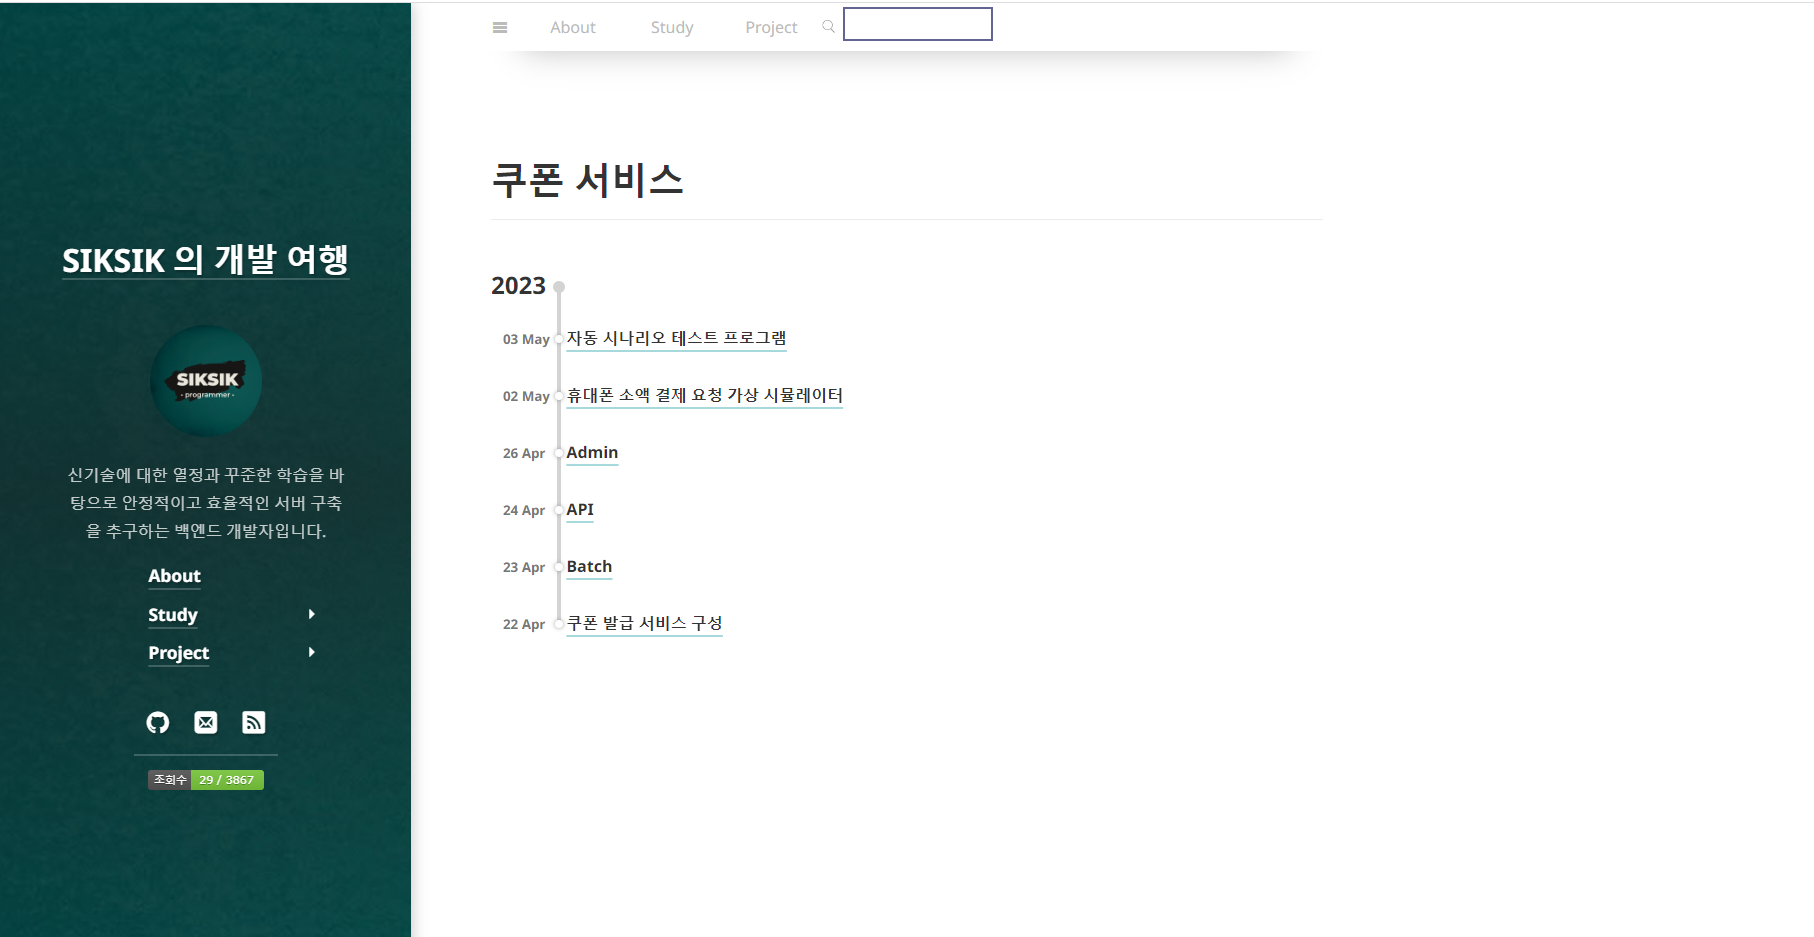 SIKSIK 의 개발 여행
SIKSIK
- programmer -
신기술에 대한 열정과 꾸준한 학습을 바
탕으로 안정적이고 효율적인 서버 구축
을 추구하는 백엔드 개발자입니다.
About
Study
Project
조회수 29 / 3867
About Study Project
쿠폰 서비스
2023
03 May 자동 시나리오 테스트 프로그램
02 May 휴대폰 소액 결제 요청 가상 시뮬레이터
26 Apr Admin
24 Apr API
23 Apr Batch
22 Apr 쿠폰 발급 서비스 구성